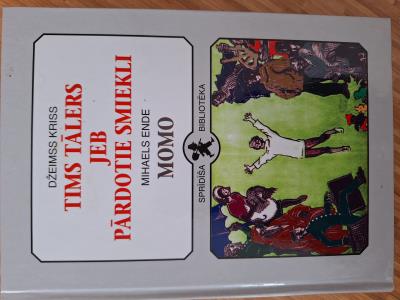 DŽEIMSS KRISS
TIMS TĀLERS
JEB
PĀRDOTIE SMIEKLI
MIHAELS ENDE
MOMO
SPRĪDĪŠA BIBLIOTĒKA